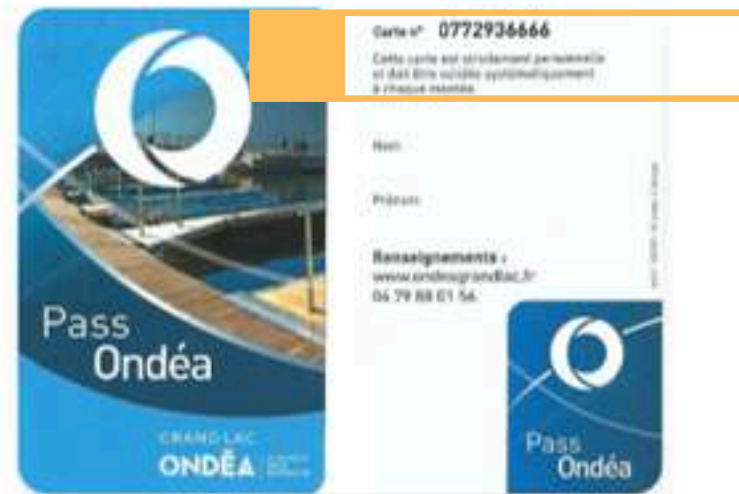 Pass
Ondéa
GRAND LAC
ONDÉA
Carte n° 0772936666
Cette carte est strictement personnelle
et doit être validée systématiquement
à chaque montée
Nom
Prénom
Renseignements :
www.ondeagrandlac.fr
04 79 88 01 56
Pass
Ondéa